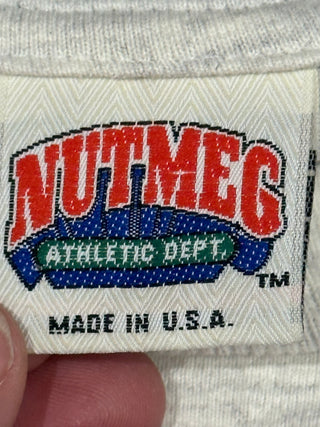 NUTMEG
ATHLETIC DEPT.
TM
MADE IN U.S.A.